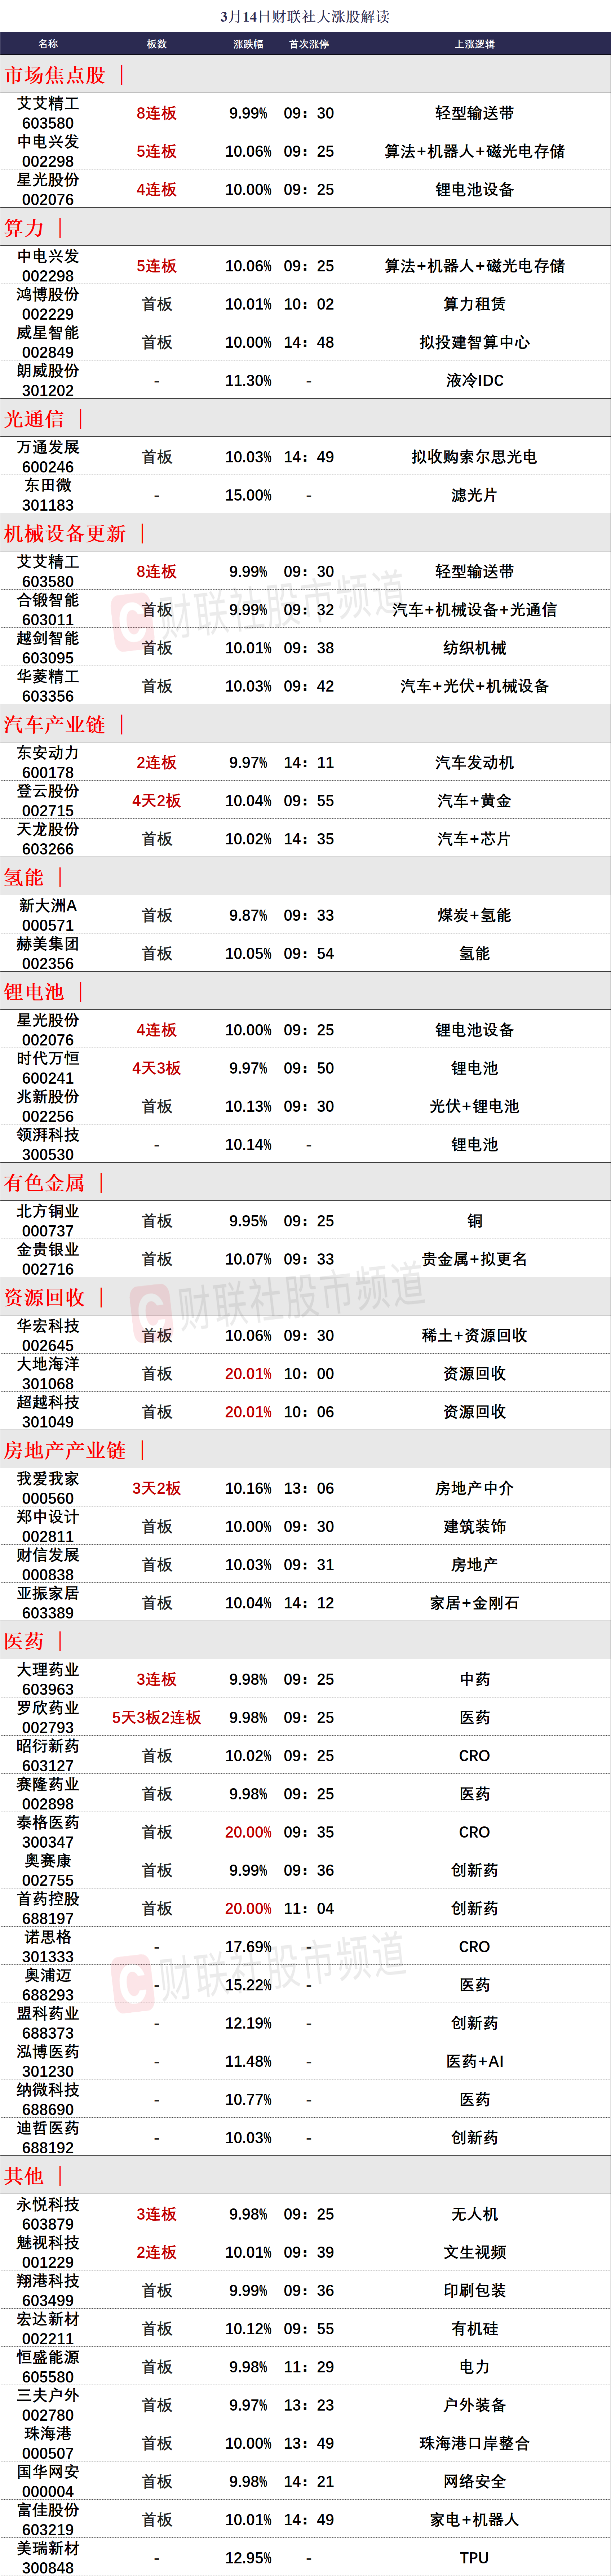 3月14日财联社大涨股解读
名称 板数 涨跌幅 首次涨停 上涨逻辑
市场焦点股
艾艾精工
603580 8连板 9.99% 09：30 轻型输送带
中电兴发
002298 5连板 10.06% 09：25 算法+机器人+磁光电存储
星光股份
002076 4连板 10.00% 09：25 锂电池设备
算力
中电兴发
002298 5连板 10.06% 09：25 算法+机器人+磁光电存储
鸿博股份
002229 首板 10.01% 10：02 算力租赁
威星智能
002849 首板 10.00% 14：48 拟投建智算中心
朗威股份
301202 - 11.30% - 液冷IDC
光通信
万通发展
600246 首板 10.03% 14：49 拟收购索尔思光电
东田微
301183 - 15.00% - 滤光片
机械设备更新
艾艾精工
603580 8连板 9.99% 09：30 轻型输送带
合锻智能
603011 首板 9.99% 09：32 汽车+机械设备+光通信
越剑智能
603095 首板 10.01% 09：38 纺织机械
华菱精工
603356 首板 10.03% 09：42 汽车+光伏+机械设备
财联社股市频道
汽车产业链
东安动力
600178 2连板 9.97% 14：11 汽车发动机
登云股份
002715 4天2板 10.04% 09：55 汽车+黄金
天龙股份
603266 首板 10.02% 14：35 汽车+芯片
氢能
新大洲A
000571 首板 9.87% 09：33 煤炭+氢能
赫美集团
002356 首板 10.05% 09：54 氢能
锂电池
星光股份
002076 4连板 10.00% 09：25 锂电池设备
时代万恒
600241 4天3板 9.97% 09：50 锂电池
兆新股份
002256 首板 10.13% 09：30 光伏+锂电池
领湃科技
300530 - 10.14% - 锂电池
有色金属
北方铜业
000737 首板 9.95% 09：25 铜
金贵银业
002716 首板 10.07% 09：33 贵金属+拟更名
资源回收
财联社股市频道
华宏科技
002645 首板 10.06% 09：30 稀土+资源回收
大地海洋
301068 首板 20.01% 10：00 资源回收
超越科技
301049 首板 20.01% 10：06 资源回收
房地产产业链
我爱我家
000560 3天2板 10.16% 13：06 房地产中介
郑中设计
002811 首板 10.00% 09：30 建筑装饰
财信发展
000838 首板 10.03% 09：31 房地产
亚振家居
603389 首板 10.04% 14：12 家居+金刚石
医药
大理药业
603963 3连板 9.98% 09：25 中药
罗欣药业
002793 5天3板2连板 9.98% 09：25 医药
昭衍新药
603127 首板 10.02% 09：25 CRO
赛隆药业
002898 首板 9.98% 09：25 医药
泰格医药
300347 首板 20.00% 09：35 CRO
奥赛康
002755 首板 9.99% 09：36 创新药
首药控股
688197 首板 20.00% 11：04 创新药
诺思格
301333 - 17.69% - CRO
财联社股市频道
奥浦迈
688293 - 15.22% - 医药
盟科药业
688373 - 12.19% - 创新药
泓博医药
301230 - 11.48% - 医药+AI
纳微科技
688690 - 10.77% - 医药
迪哲医药
688192 - 10.03% - 创新药
其他
永悦科技
603879 3连板 9.98% 09：25 无人机
魅视科技
001229 2连板 10.01% 09：39 文生视频
翔港科技
603499 首板 9.99% 09：36 印刷包装
宏达新材
002211 首板 10.12% 09：55 有机硅
恒盛能源
605580 首板 9.98% 11：29 电力
三夫户外
002780 首板 9.97% 13：23 户外装备
珠海港
000507 首板 10.00% 13：49 珠海港口岸整合
国华网安
000004 首板 9.98% 14：21 网络安全
富佳股份
603219 首板 10.01% 14：49 家电+机器人
美瑞新材
300848 - 12.95% - TPU